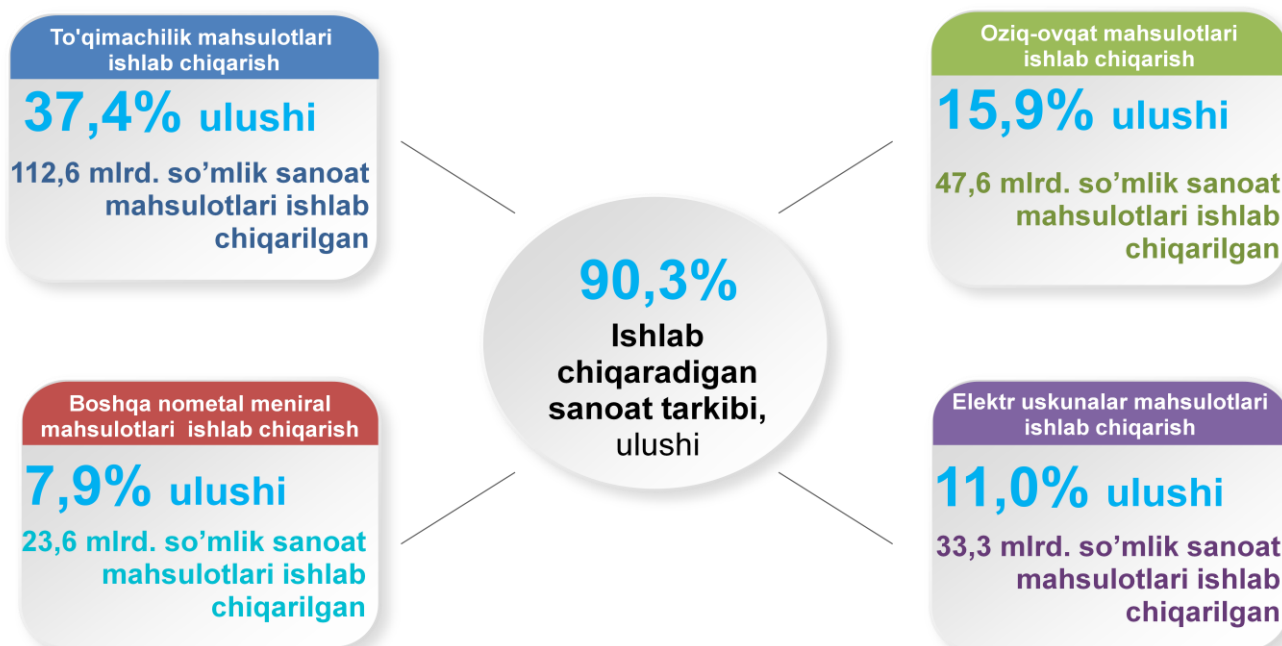 To'qimachilik mahsulotlari
ishlab chiqarish
37,4% ulushi
112,6 mlrd. so’mlik sanoat
mahsulotlari ishlab
chiqarilgan
Oziq-ovqat mahsulotlari
ishlab chiqarish
15,9% ulushi
47,6 mlrd. so’mlik sanoat
mahsulotlari ishlab
chiqarilgan
90,3%
Ishlab
chiqaradigan
sanoat tarkibi,
ulushi
Boshqa nometal meniral
mahsulotlari ishlab chiqarish
7,9% ulushi
23,6 mlrd. so’mlik sanoat
mahsulotlari ishlab
chiqarilgan
Elektr uskunalar mahsulotlari
ishlab chiqarish
11,0% ulushi
33,3 mlrd. so’mlik sanoat
mahsulotlari ishlab
chiqarilgan